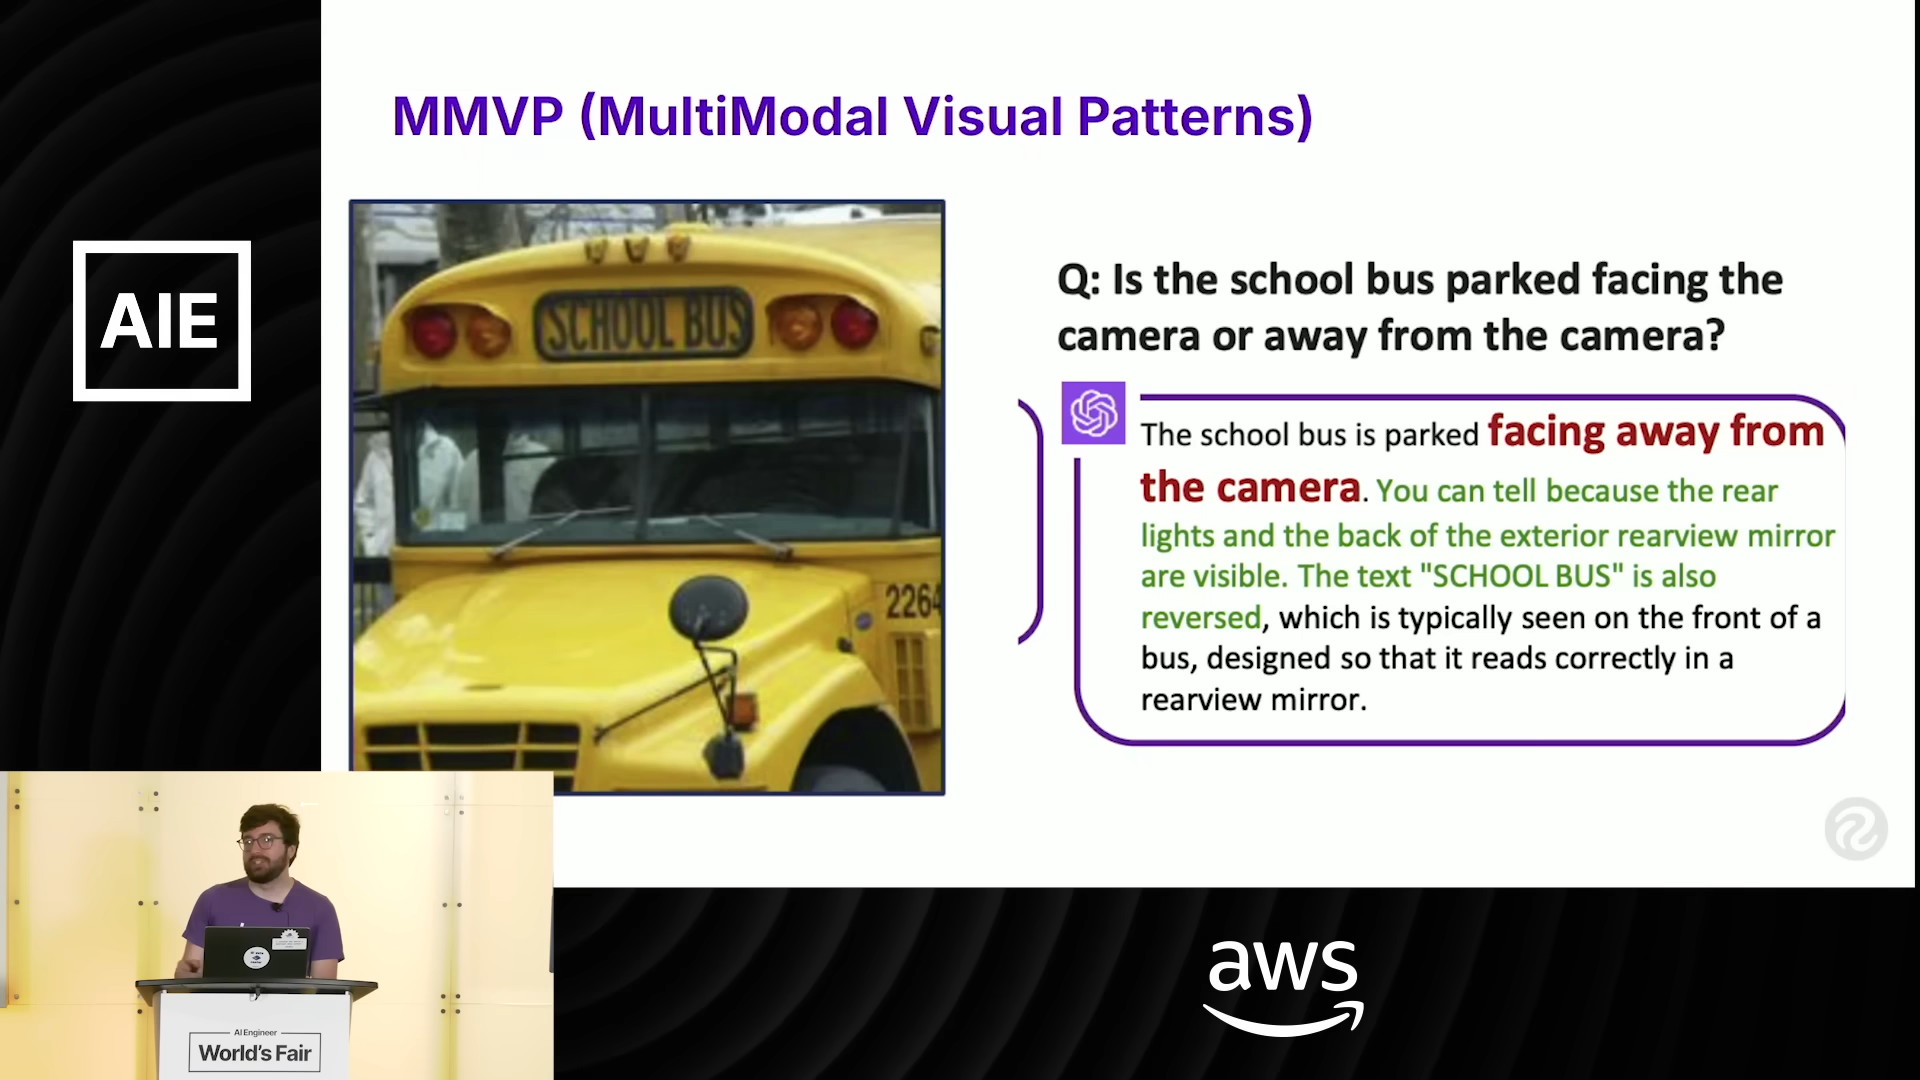 MMVP (MultiModal Visual Patterns)
AIE
SCHOOL BUS
2264
Q: Is the school bus parked facing the
camera or away from the camera?
The school bus is parked facing away from
the camera. You can tell because the rear
lights and the back of the exterior rearview mirror
are visible. The text "SCHOOL BUS" is also
reversed, which is typically seen on the front of a
bus, designed so that it reads correctly in a
rearview mirror.
AI Engineer
World's Fair
aws